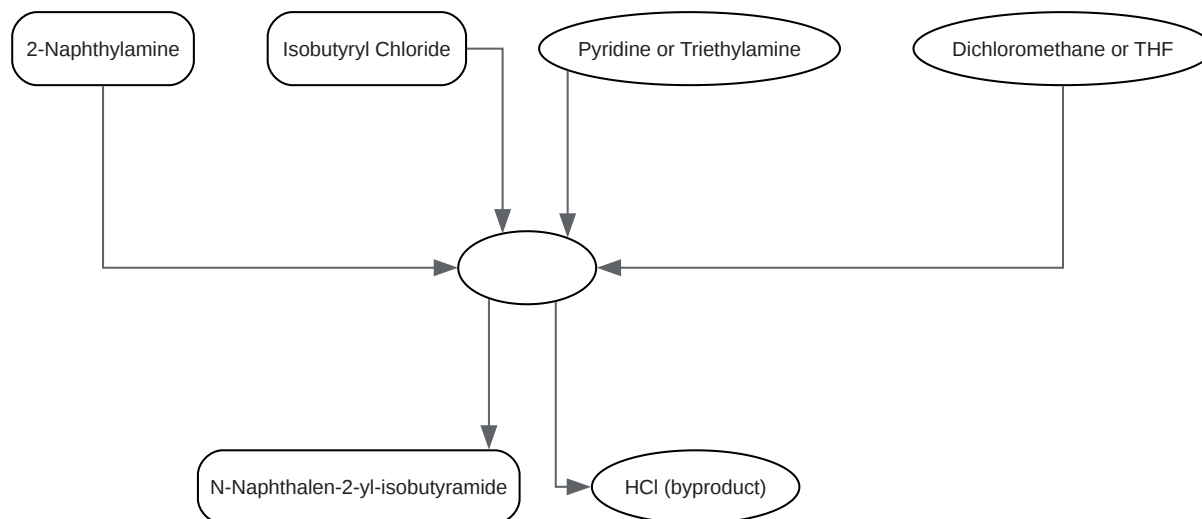 2-Naphthylamine
Isobutyryl Chloride
Pyridine or Triethylamine
Dichloromethane or THF
N-Naphthalen-2-yl-isobutyramide
HCl (byproduct)